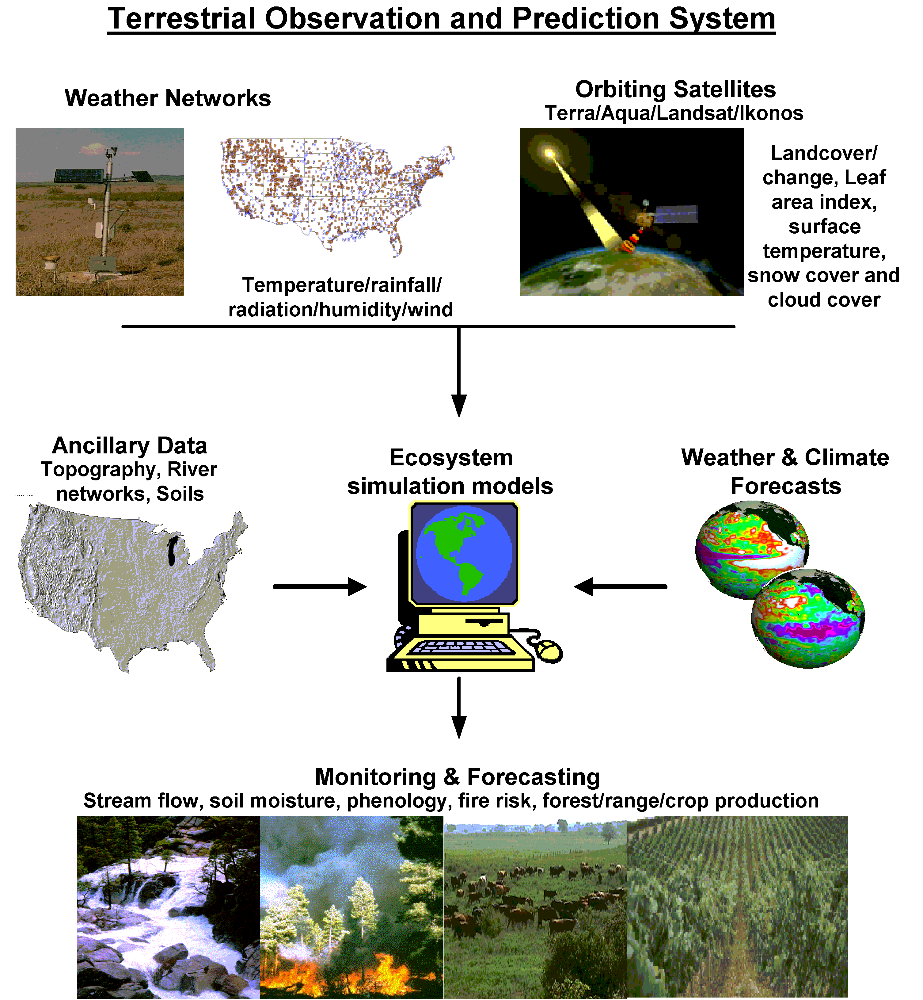 Terrestrial Observation and Prediction System
Weather Networks
Temperature/rainfall/
radiation/humidity/wind
Orbiting Satellites
Terra/Aqua/Landsat/Ikonos
Landcover/
change, Leaf
area index,
surface
temperature,
snow cover and
cloud cover
Ancillary Data
Topography, River
networks, Soils
Ecosystem
simulation models
Weather & Climate
Forecasts
Monitoring & Forecasting
Stream flow, soil moisture, phenology, fire risk, forest/range/crop production